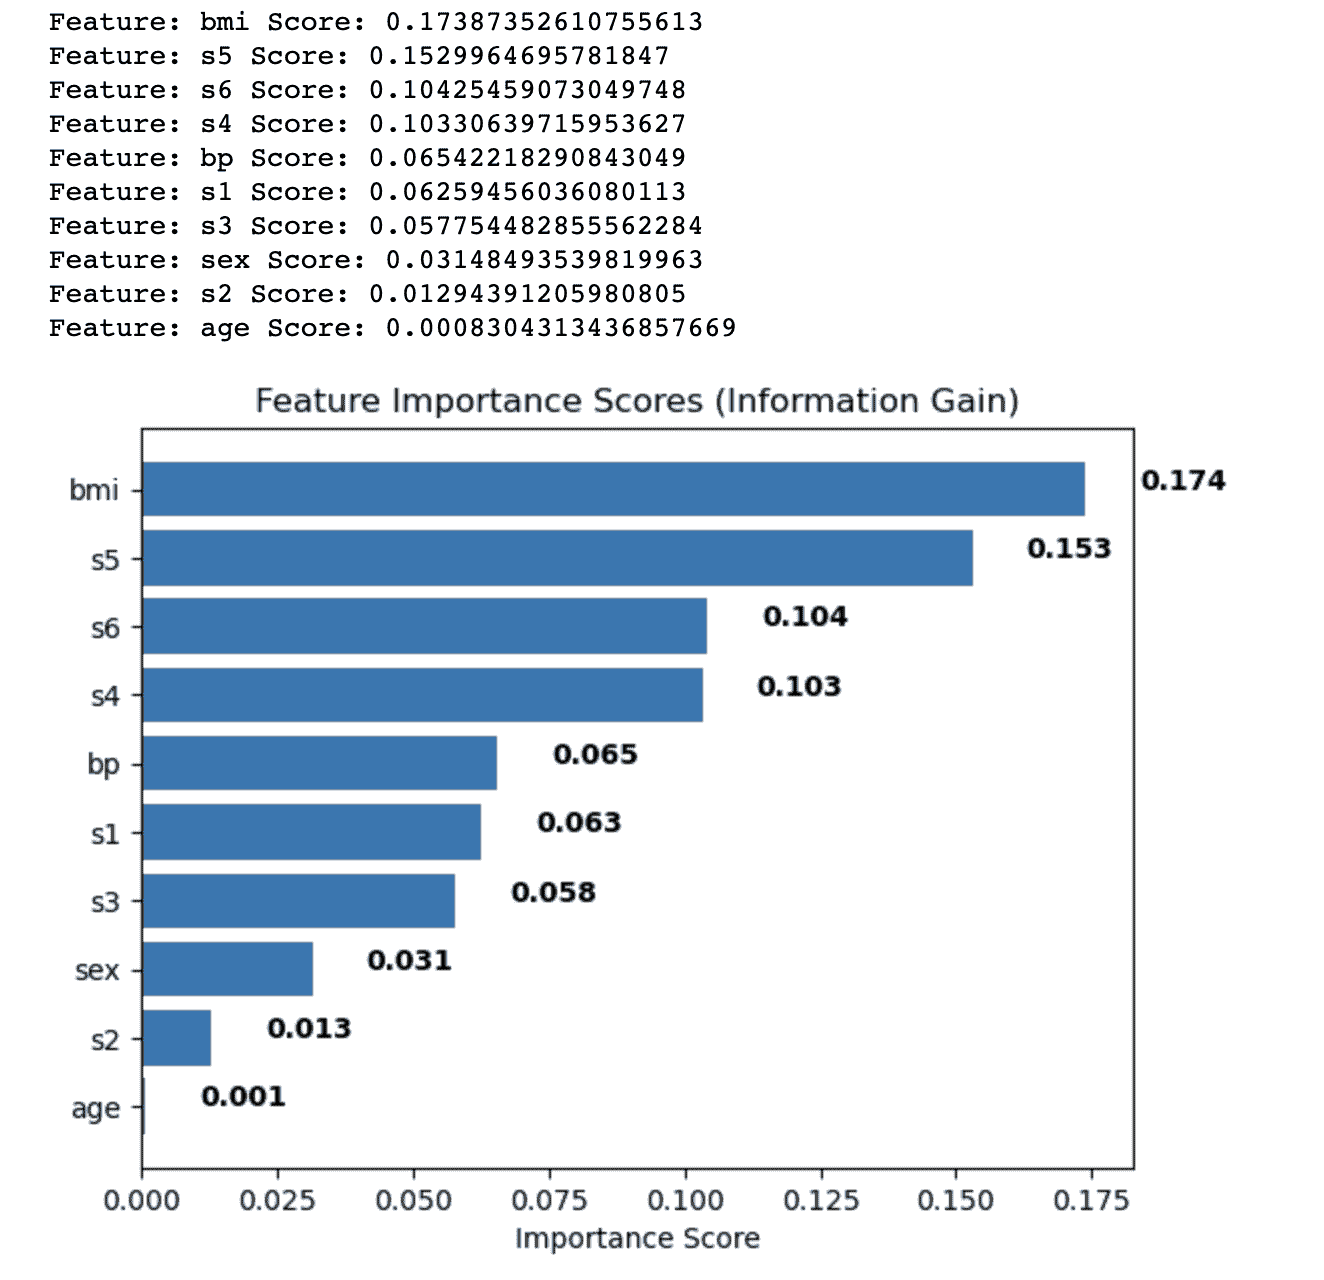 Feature: bmi Score: 0.17387352610755613
Feature: s5 Score: 0.1529964695781847
Feature: s6 Score: 0.10425459073049748
Feature: s4 Score: 0.10330639715953627
Feature: bp Score: 0.06542218290843049
Feature: s1 Score: 0.06259456036080113
Feature: s3 Score: 0.057754482855562284
Feature: sex Score: 0.03148493539819963
Feature: s2 Score: 0.01294391205980805
Feature: age Score: 0.0008304313436857669
Feature Importance Scores (Information Gain)
bmi 0.174
s5 0.153
s6 0.104
s4 0.103
bp 0.065
s1 0.063
s3 0.058
sex 0.031
s2 0.013
age 0.001
0.000 0.025 0.050 0.075 0.100 0.125 0.150 0.175
Importance Score